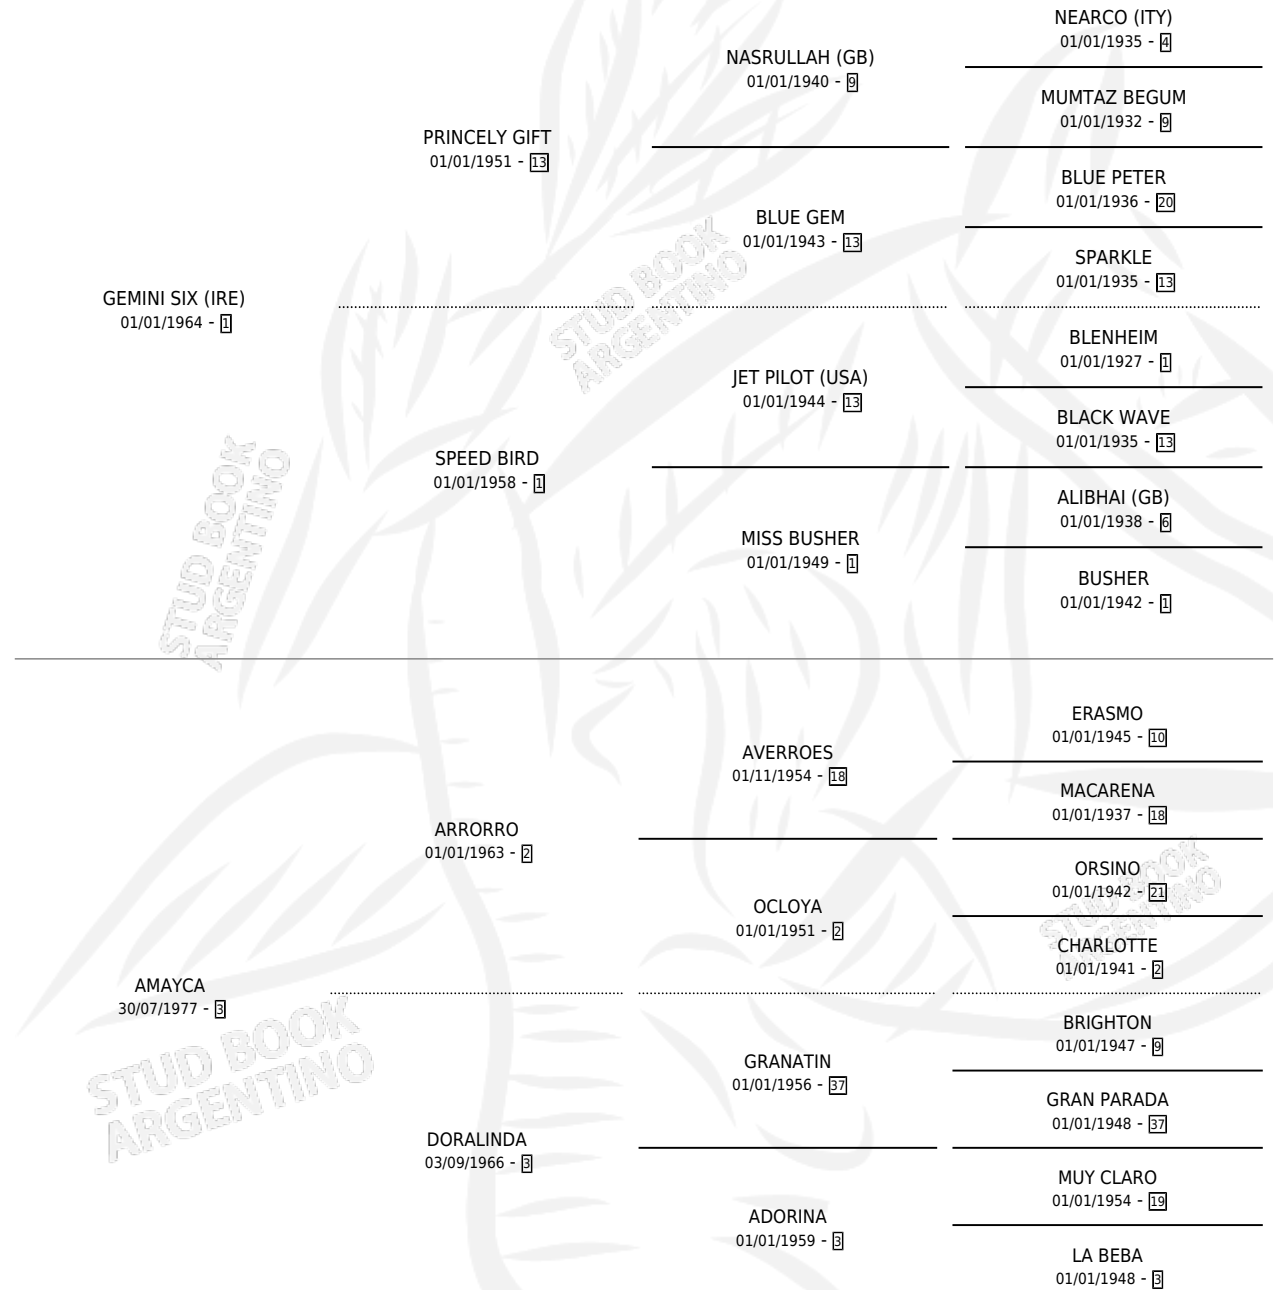 NEARCO (ITY)
01/01/1935 - 4
NASRULLAH (GB)
01/01/1940 - 9
MUMTAZ BEGUM
01/01/1932 - 9
PRINCELY GIFT
01/01/1951 - 13
BLUE PETER
01/01/1936 - 20
BLUE GEM
01/01/1943 - 13
SPARKLE
01/01/1935 - 13
GEMINI SIX (IRE)
01/01/1964 - 1
BLENHEIM
01/01/1927 - 1
JET PILOT (USA)
01/01/1944 - 13
BLACK WAVE
01/01/1935 - 13
SPEED BIRD
01/01/1958 - 1
ALIBHAI (GB)
01/01/1938 - 6
MISS BUSHER
01/01/1949 - 1
BUSHER
01/01/1942 - 1
ERASMO
01/01/1945 - 10
AVERROES
01/11/1954 - 18
MACARENA
01/01/1937 - 18
ARRORRO
01/01/1963 - 2
ORSINO
01/01/1942 - 21
OCLOYA
01/01/1951 - 2
CHARLOTTE
01/01/1941 - 2
AMAYCA
30/07/1977 - 3
BRIGHTON
01/01/1947 - 9
GRANATIN
01/01/1956 - 37
GRAN PARADA
01/01/1948 - 37
DORALINDA
03/09/1966 - 3
MUY CLARO
01/01/1954 - 19
ADORINA
01/01/1959 - 3
LA BEBA
01/01/1948 - 3
STUD BOOK
ARGENTINO
STUD BOOK
ARGENTINO
STUD BOOK
ARGENTINO
STUD BOOK
ARGENTINO